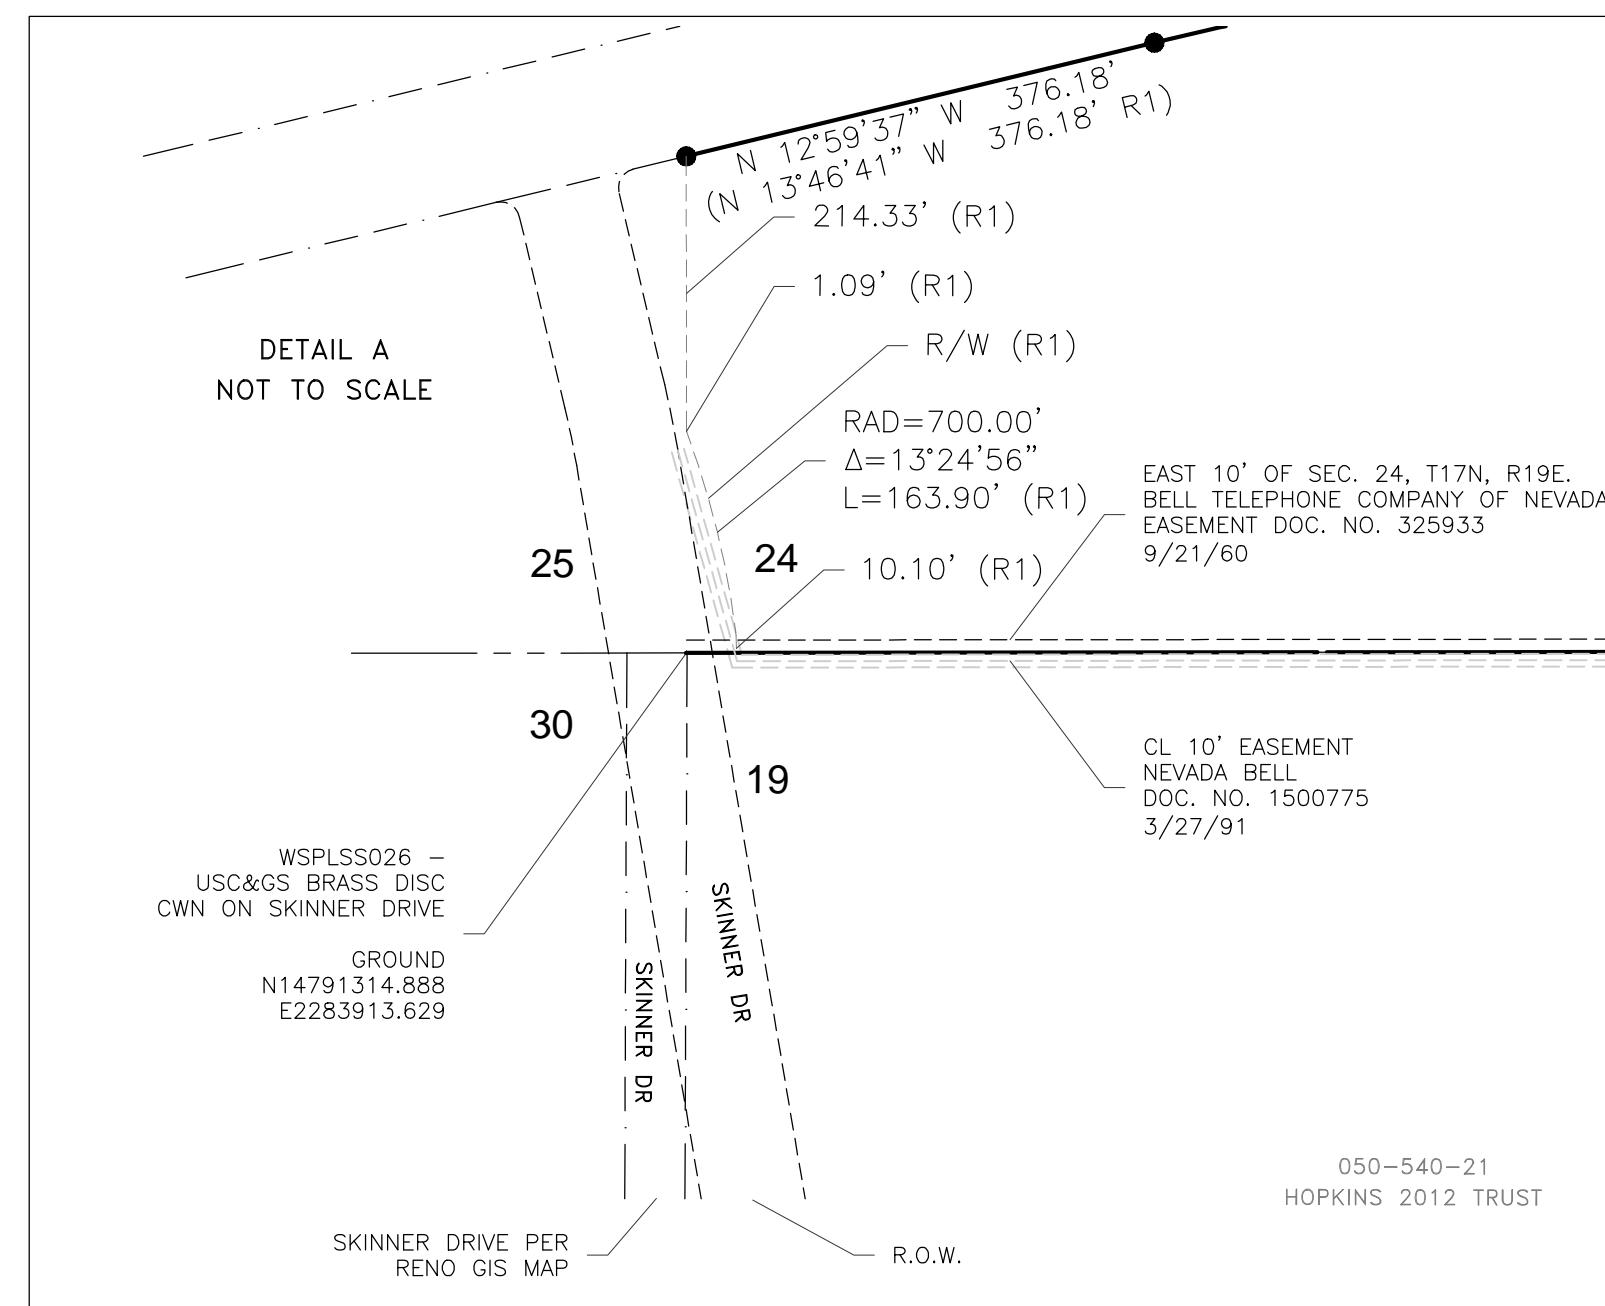 N 12°59'37" W 376.18'
(N 13°46'41" W 376.18' R1)
214.33' (R1)
1.09' (R1)
R/W (R1)
DETAIL A
NOT TO SCALE
RAD=700.00'
Δ=13°24'56"
L=163.90' (R1)
EAST 10' OF SEC. 24, T17N, R19E.
BELL TELEPHONE COMPANY OF NEVADA
EASEMENT DOC. NO. 325933
9/21/60
25
24
10.10' (R1)
30
19
CL 10' EASEMENT
NEVADA BELL
DOC. NO. 1500775
3/27/91
WSPLSS026 –
USC&GS BRASS DISC
CWN ON SKINNER DRIVE
GROUND
N14791314.888
E2283913.629
SKINNER DR
SKINNER DR
050–540–21
HOPKINS 2012 TRUST
SKINNER DRIVE PER
RENO GIS MAP
R.O.W.